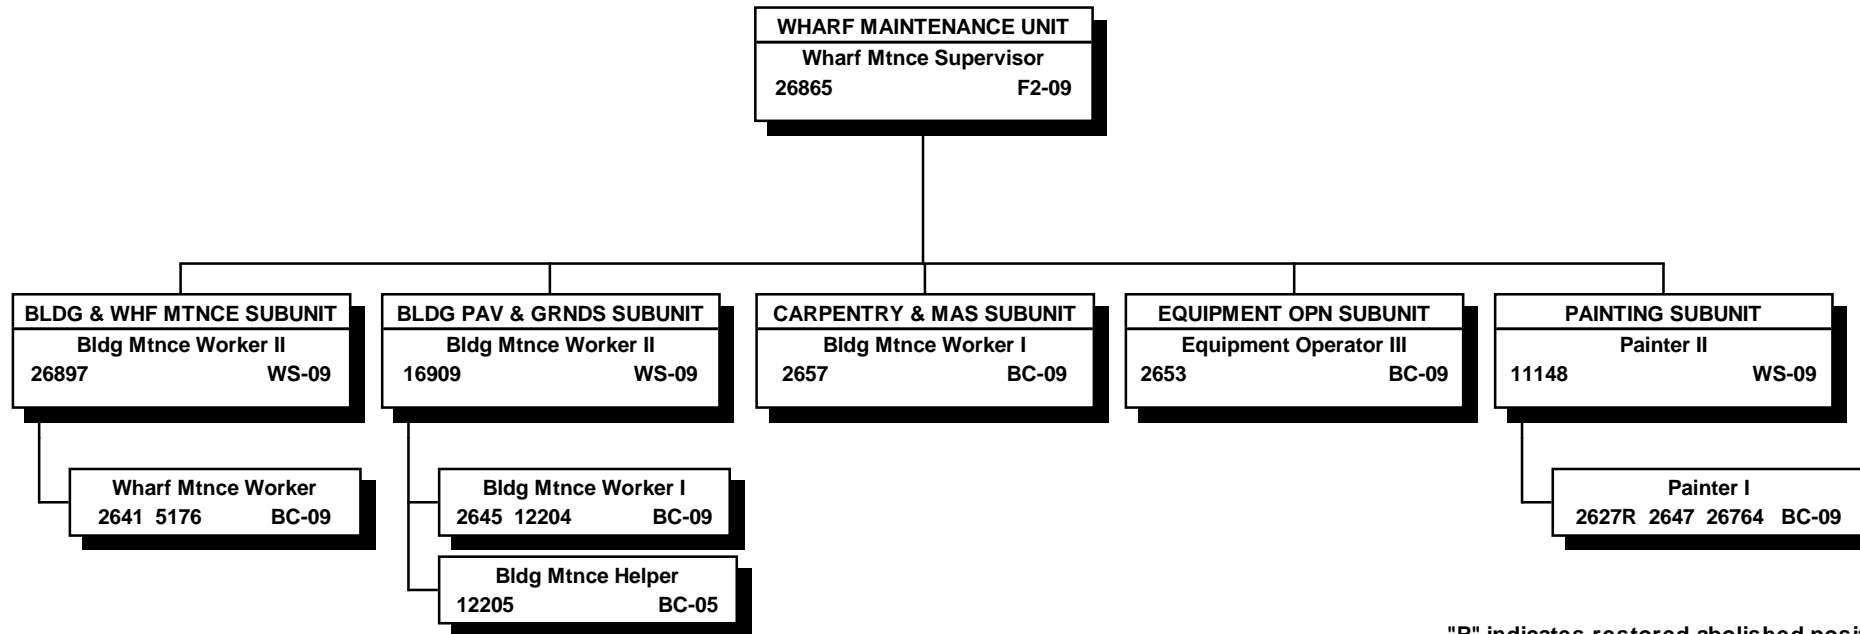 WHARF MAINTENANCE UNIT
Wharf Mtnce Supervisor
26865 F2-09
BLDG & WHF MTNCE SUBUNIT
Bldg Mtnce Worker II
26897 WS-09
Wharf Mtnce Worker
2641 5176 BC-09
BLDG PAV & GRNDS SUBUNIT
Bldg Mtnce Worker II
16909 WS-09
Bldg Mtnce Worker I
2645 12204 BC-09
Bldg Mtnce Helper
12205 BC-05
CARPENTRY & MAS SUBUNIT
Bldg Mtnce Worker I
2657 BC-09
EQUIPMENT OPN SUBUNIT
Equipment Operator III
2653 BC-09
PAINTING SUBUNIT
Painter II
11148 WS-09
Painter I
2627R 2647 26764 BC-09
indicates restored abolished